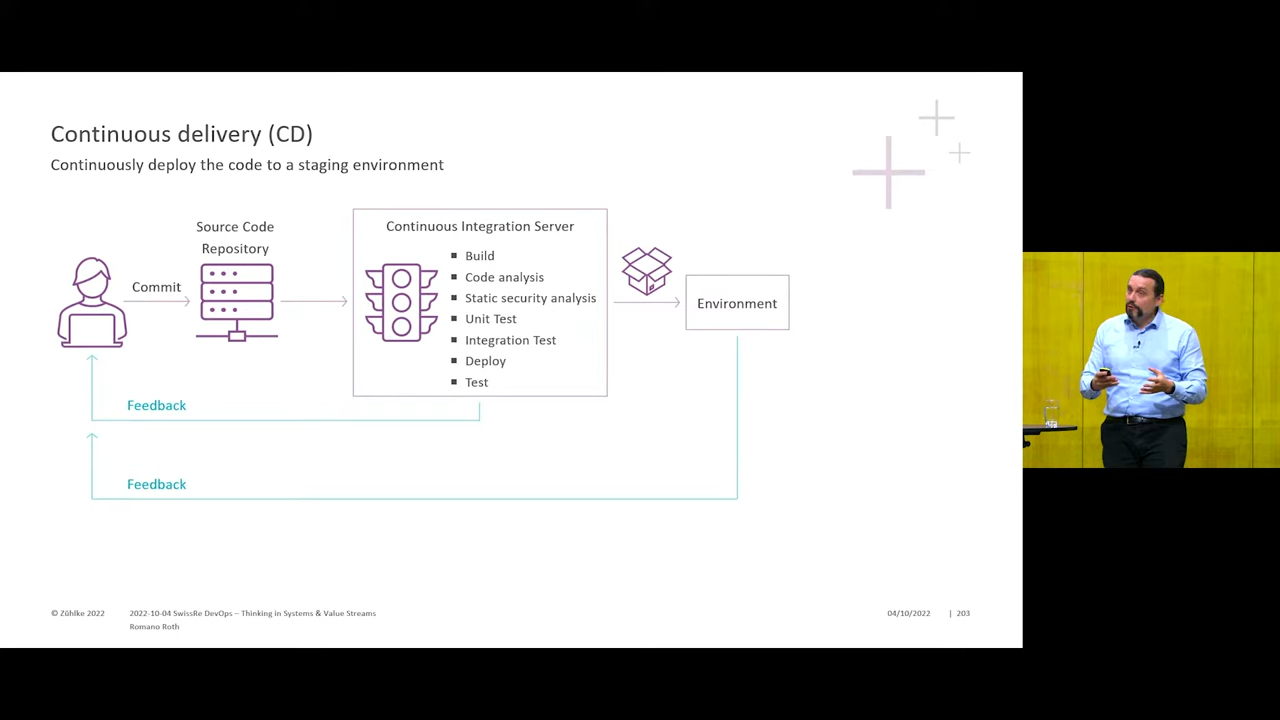 Continuous delivery (CD)
Continuously deploy the code to a staging environment
Source Code
Repository
Commit
Continuous Integration Server
Build
Code analysis
Static security analysis
Unit Test
Integration Test
Deploy
Test
Environment
Feedback
Feedback
© Zühlke 2022
2022-10-04 SwissRe DevOps – Thinking in Systems & Value Streams
Romano Roth
04/10/2022
| 203